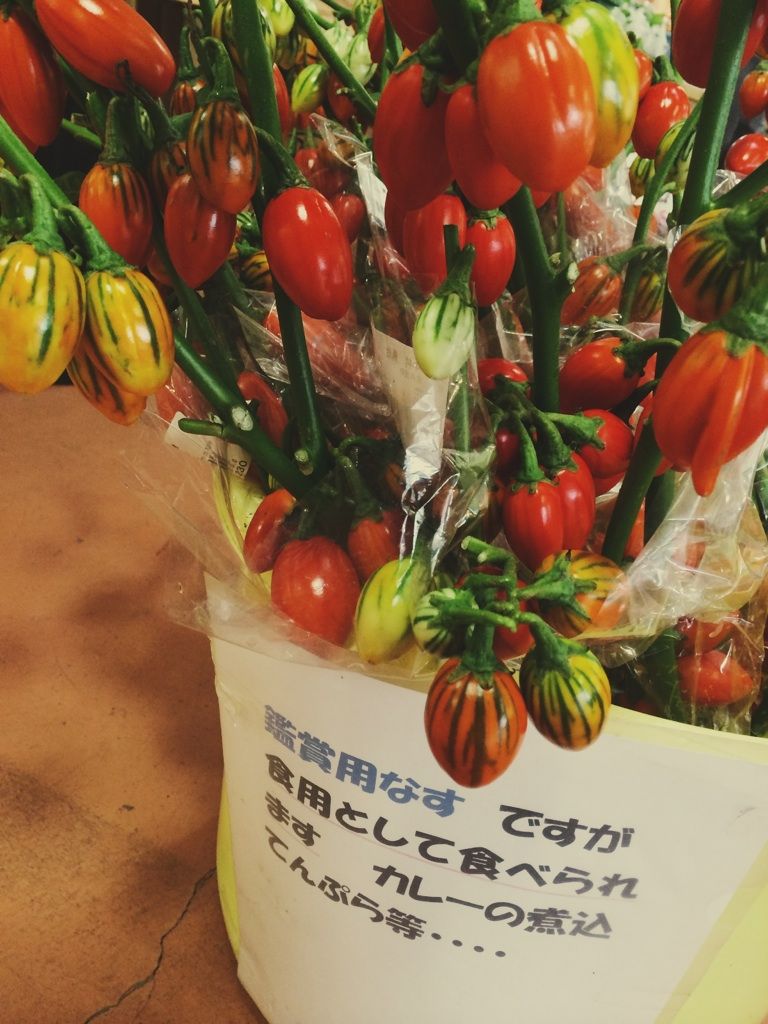 鑑賞用なす ですが
食用として食べられ
ます カレーの煮込
てんぷら等・・・・